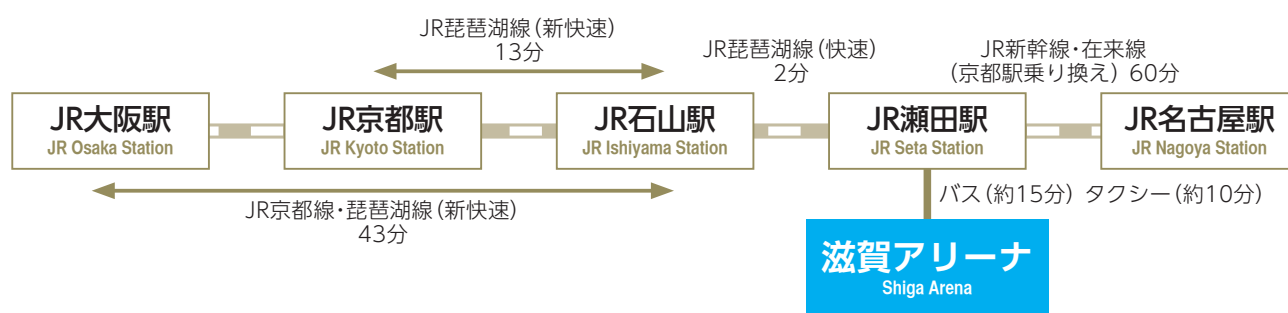 JR琵琶湖線(新快速)
13分
JR琵琶湖線(快速)
2分
JR新幹線・在来線
(京都駅乗り換え) 60分
JR大阪駅
JR Osaka Station
JR京都駅
JR Kyoto Station
JR石山駅
JR Ishiyama Station
JR瀬田駅
JR Seta Station
JR名古屋駅
JR Nagoya Station
JR京都線・琵琶湖線(新快速)
43分
バス(約15分) タクシー(約10分)
滋賀アリーナ
Shiga Arena